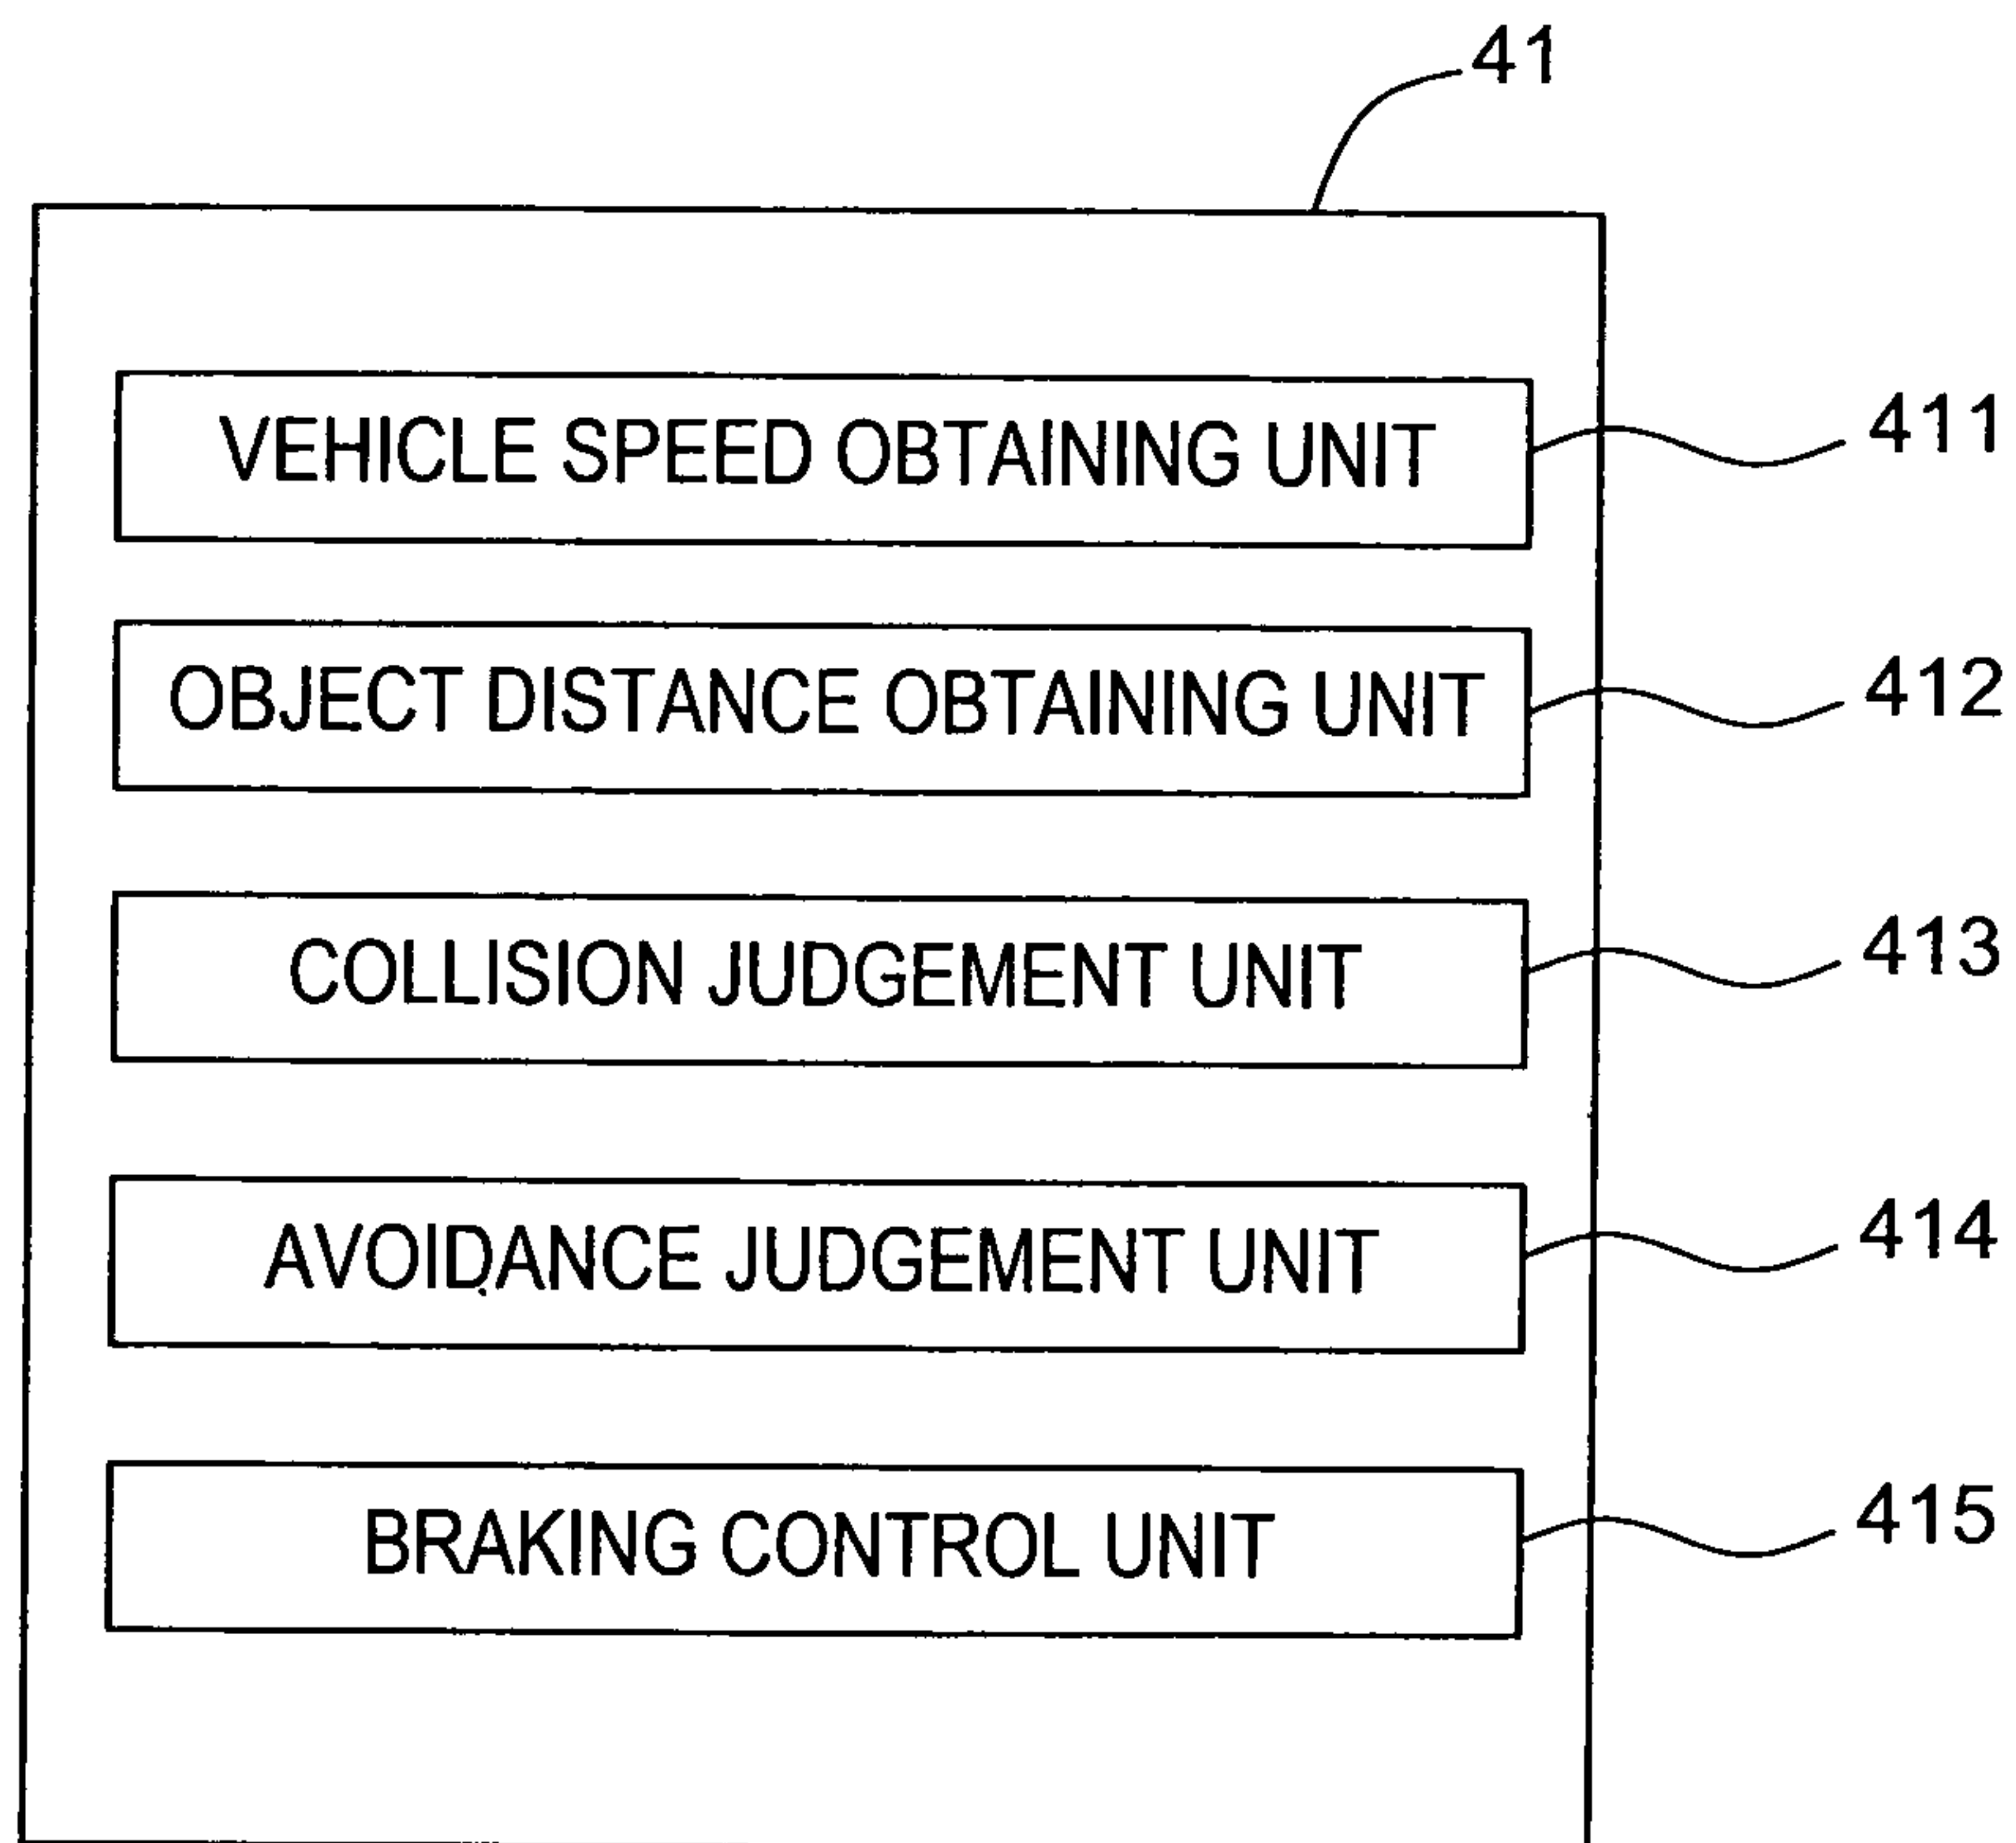 41
VEHICLE SPEED OBTAINING UNIT 411
OBJECT DISTANCE OBTAINING UNIT 412
COLLISION JUDGEMENT UNIT 413
AVOIDANCE JUDGEMENT UNIT 414
BRAKING CONTROL UNIT 415